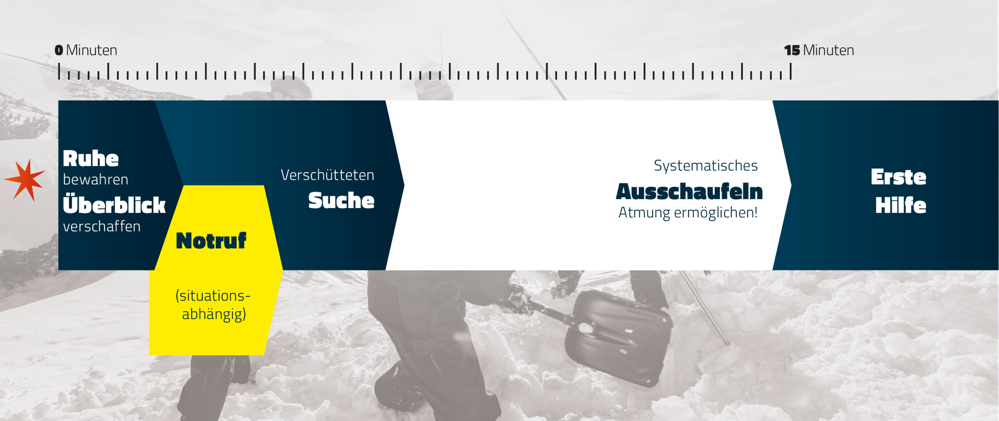 0 Minuten
15 Minuten
Ruhe
bewahren
Überblick
verschaffen
Notruf
(situations-
abhängig)
Verschütteten
Suche
Systematisches
Ausschaufeln
Atmung ermöglichen!
Erste
Hilfe
MAMMUT